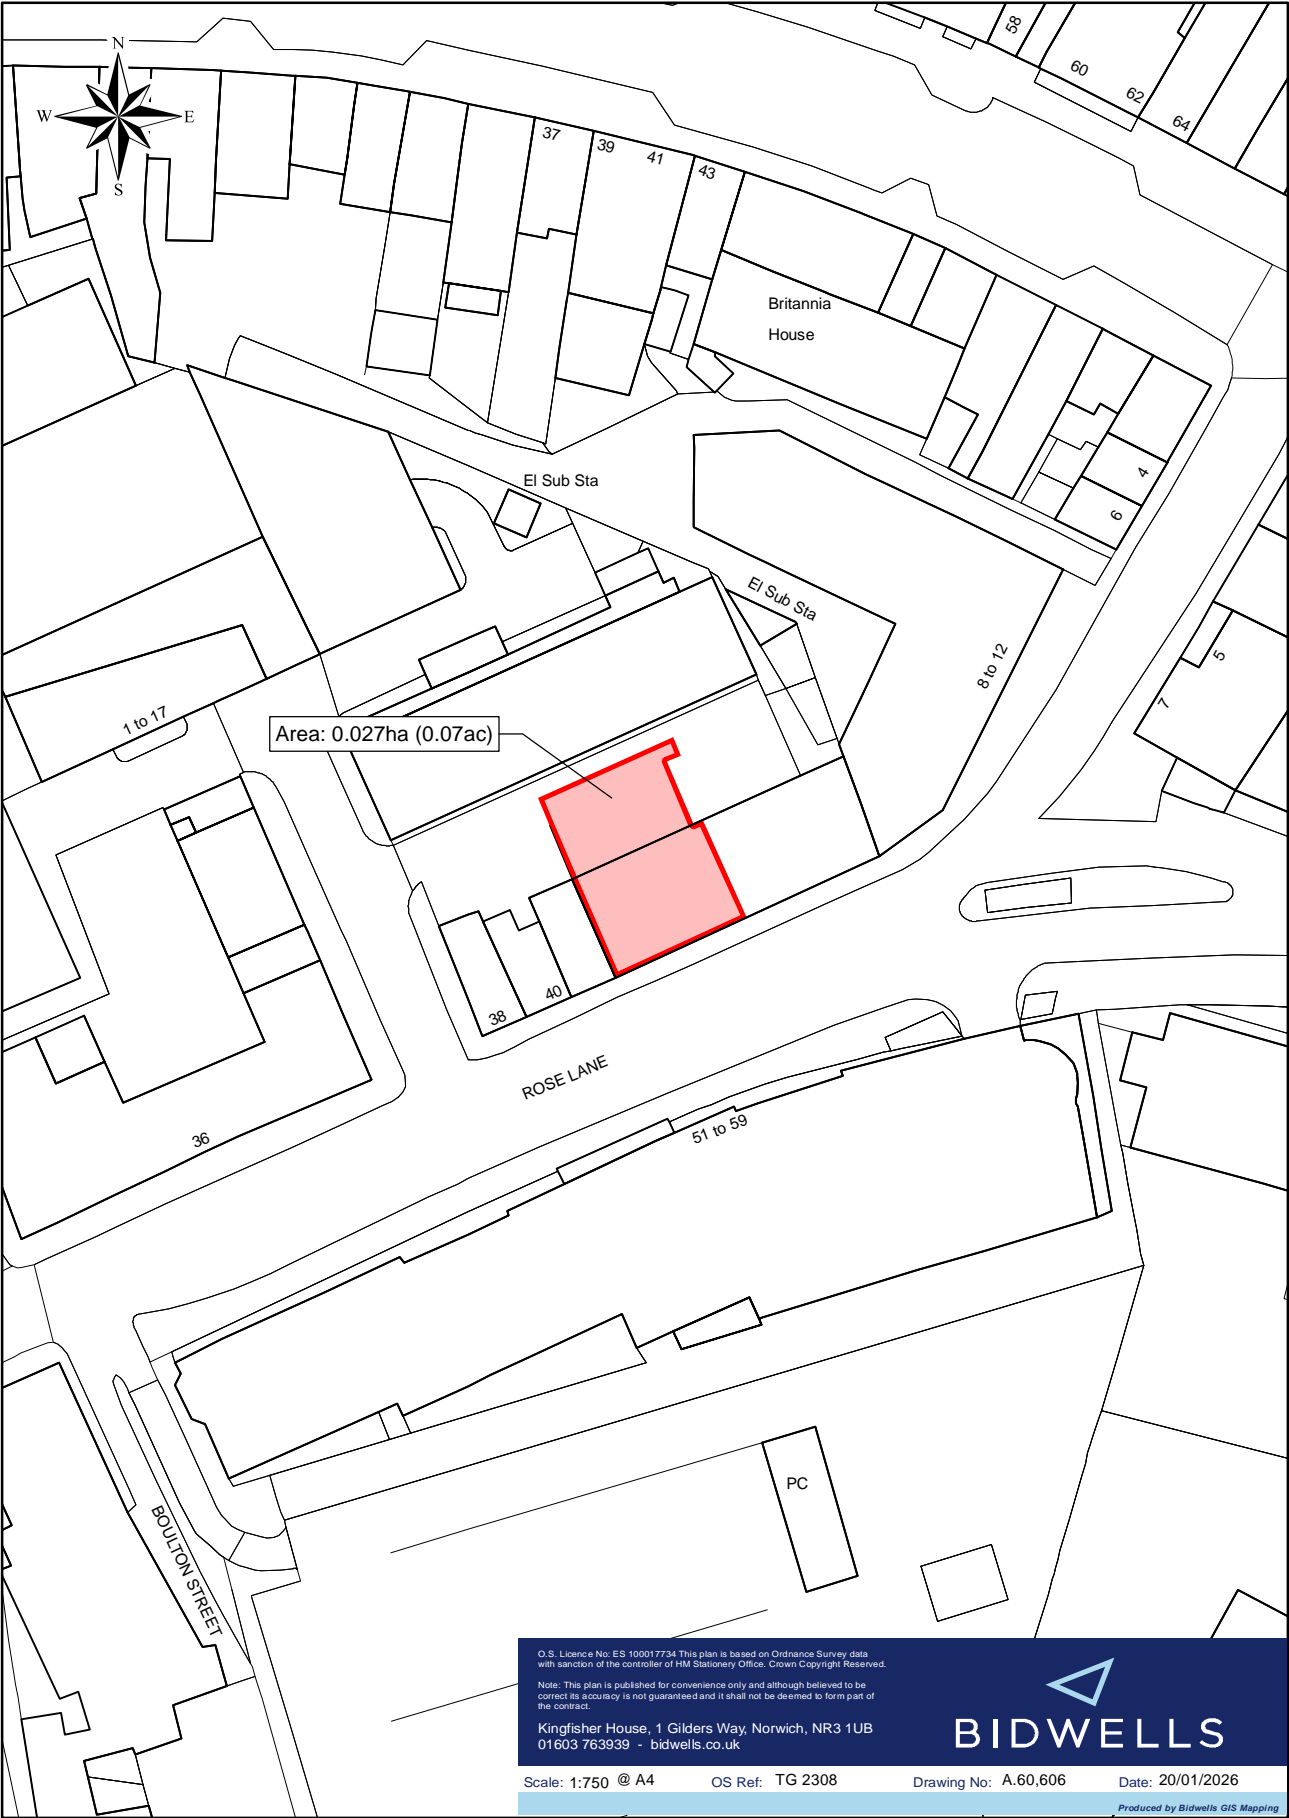 N
W
E
S
58
60
62
64
37
39
41
43
Britannia
House
El Sub Sta
4
6
El Sub Sta
8 to 12
5
7
1 to 17
Area: 0.027ha (0.07ac)
38
40
ROSE LANE
36
51 to 59
PC
BOULTON STREET
O.S. Licence No: ES 100017734 This plan is based on Ordnance Survey data
with sanction of the controller of HM Stationery Office. Crown Copyright Reserved.
Note: This plan is published for convenience only and although believed to be
correct its accuracy is not guaranteed and it shall not be deemed to form part of
the contract.
Kingfisher House, 1 Gilders Way, Norwich, NR3 1UB
01603 763939 - bidwells.co.uk
BIDWELLS
Scale: 1:750 @ A4 OS Ref: TG 2308 Drawing No: A.60,606 Date: 20/01/2026
Produced by Bidwells GIS Mapping